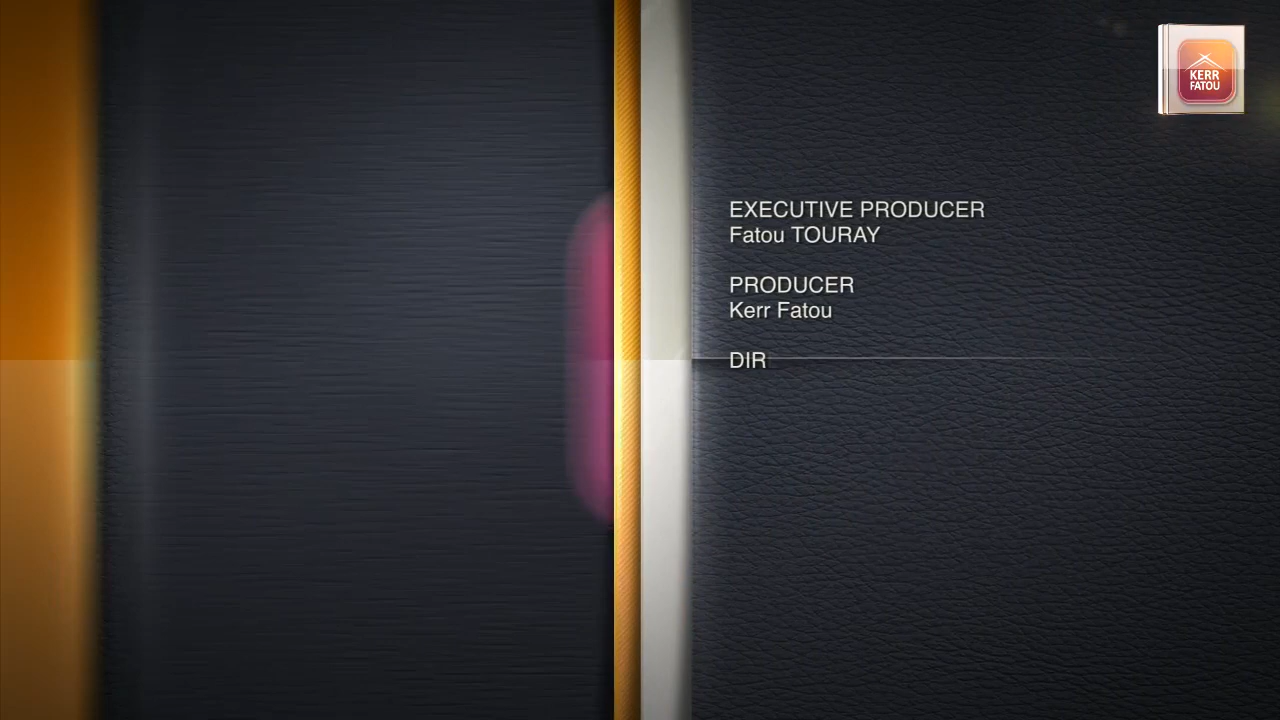 KERR
FATOU
EXECUTIVE PRODUCER
Fatou TOURAY
PRODUCER
Kerr Fatou
DIR